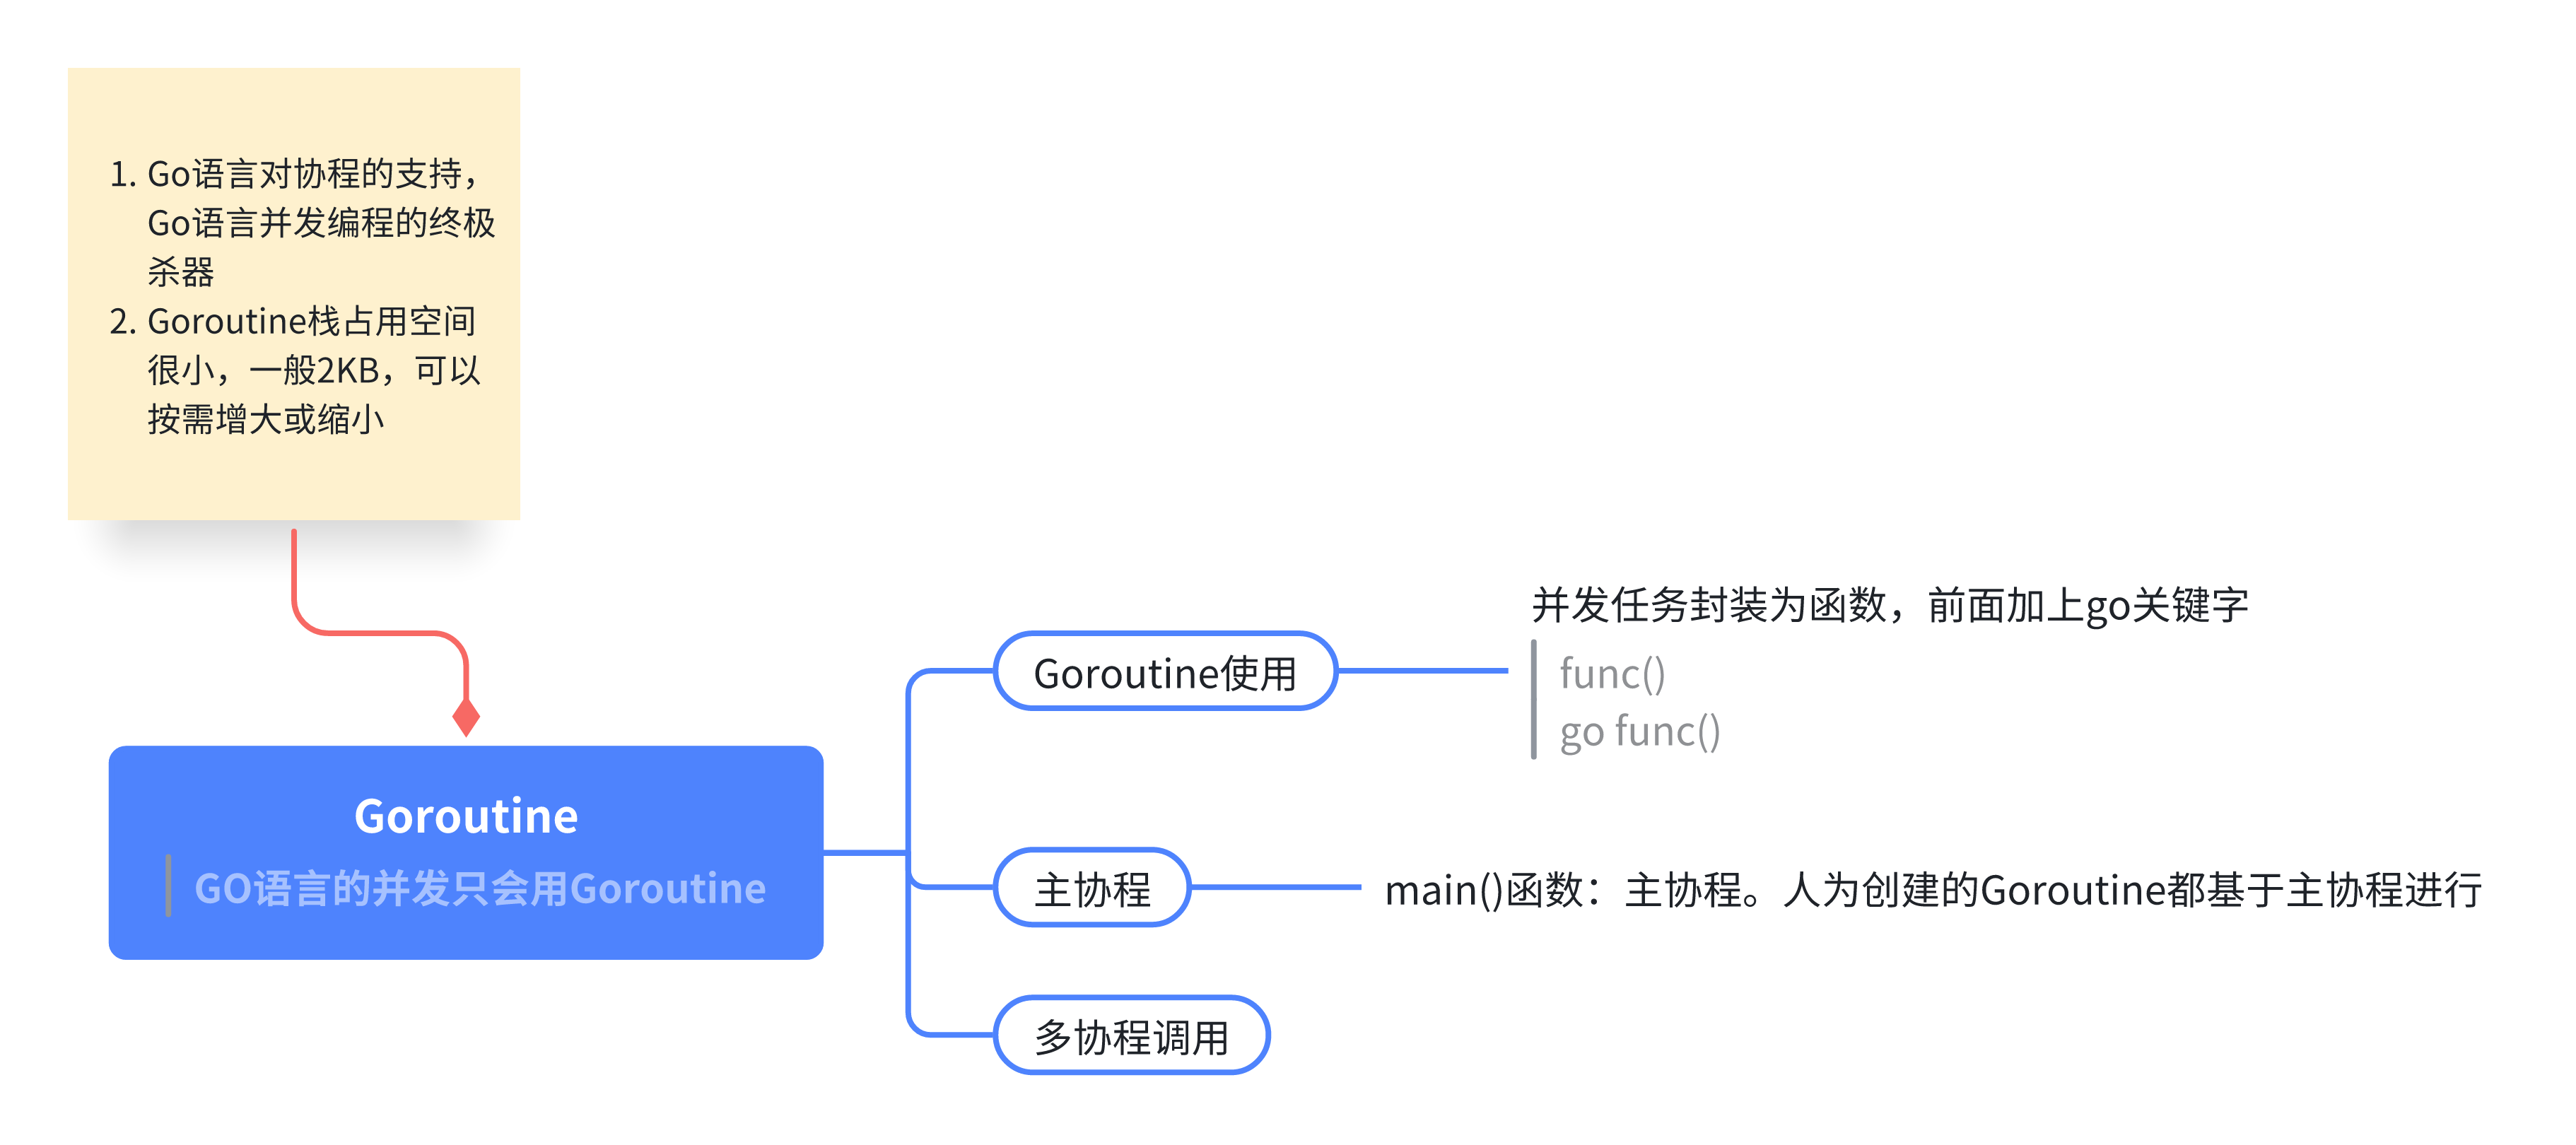 1. Go语言对协程的支持，
Go语言并发编程的终极
杀器
2. Goroutine栈占用空间
很小，一般2KB，可以
按需增大或缩小
Goroutine
GO语言的并发只会用Goroutine
Goroutine使用
并发任务封装为函数，前面加上go关键字
func()
go func()
主协程
main()函数：主协程。人为创建的Goroutine都基于主协程进行
多协程调用